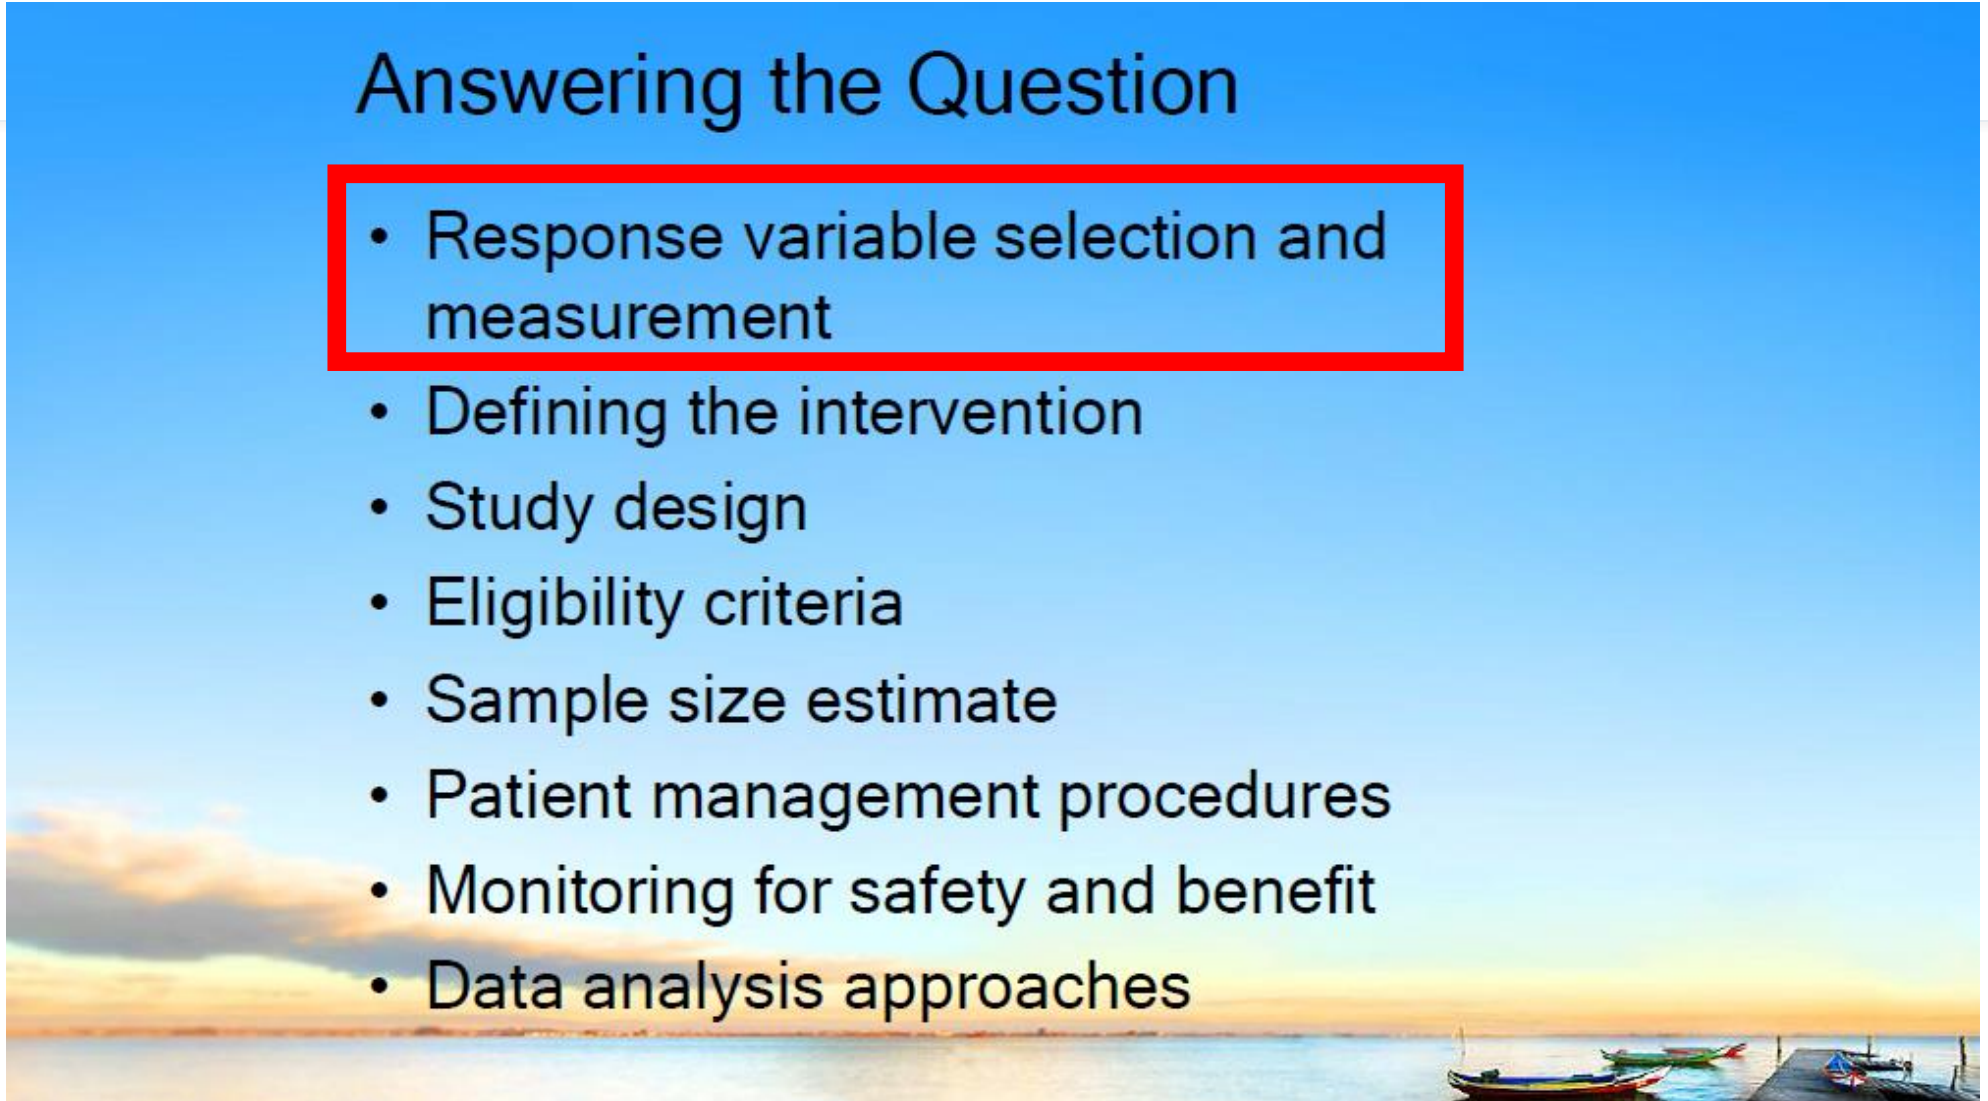 Answering the Question
• Response variable selection and
measurement
• Defining the intervention
• Study design
• Eligibility criteria
• Sample size estimate
• Patient management procedures
• Monitoring for safety and benefit
• Data analysis approaches